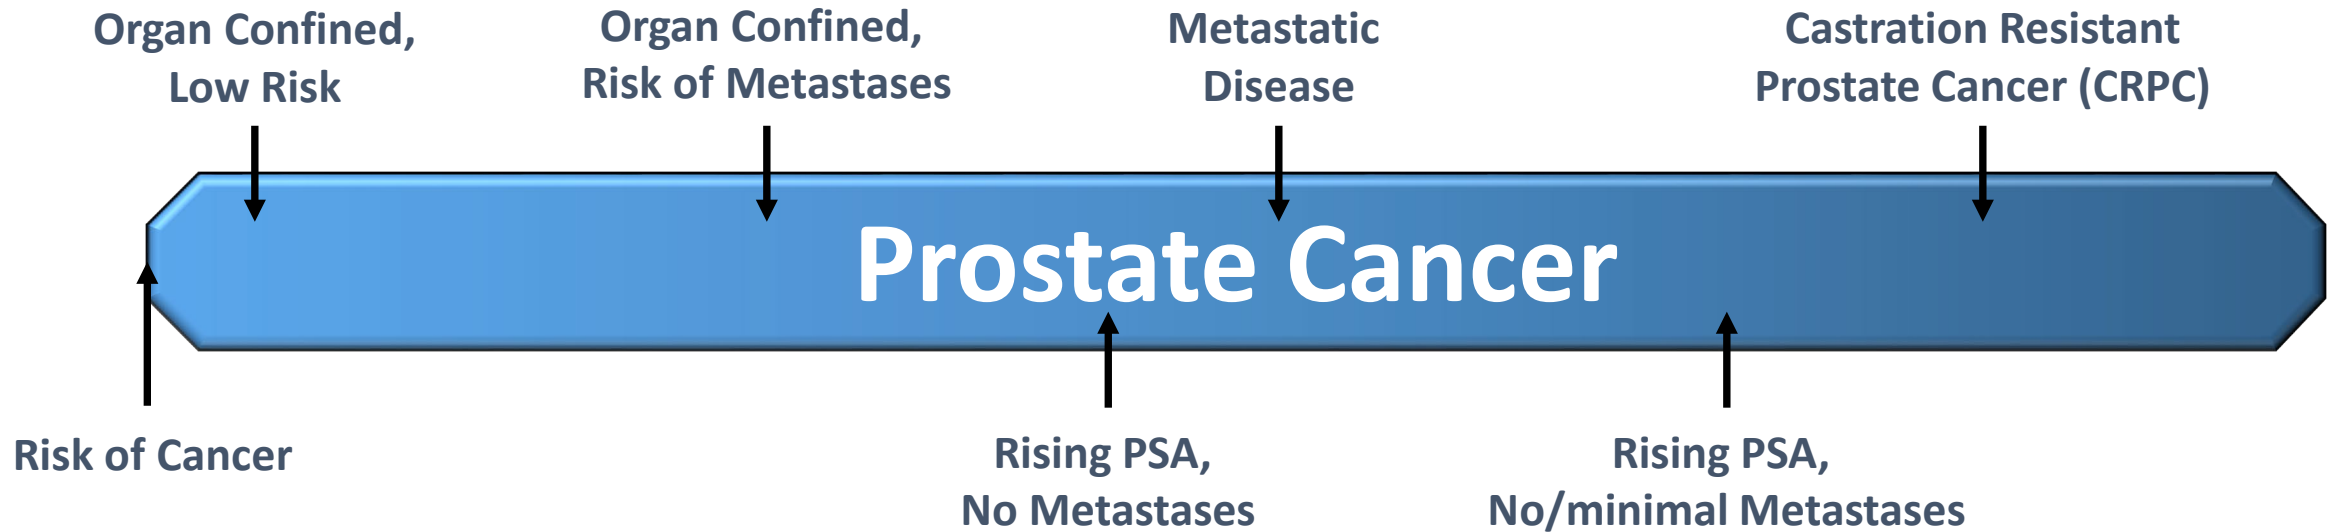 Organ Confined,
Low Risk
Organ Confined,
Risk of Metastases
Metastatic
Disease
Castration Resistant
Prostate Cancer (CRPC)
Prostate Cancer
Risk of Cancer
Rising PSA,
No Metastases
Rising PSA,
No/minimal Metastases